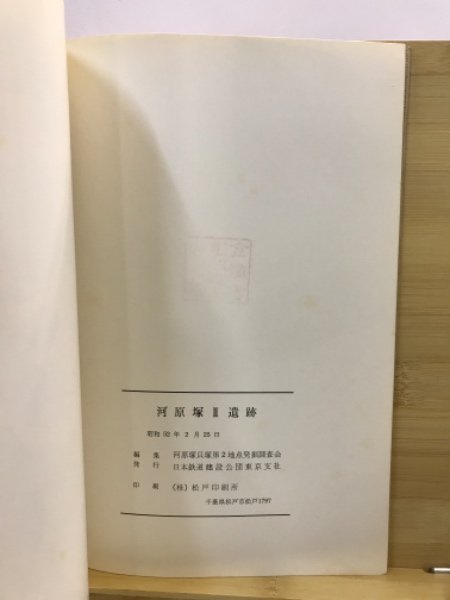 河原塚Ⅱ遺跡
昭和52年2月25日
編集 河原塚貝塚第2地点発掘調査会
発行 日本鉄道建設公団東京支社
印刷 (株)松戸印刷所
千葉県松戸市松戸1797